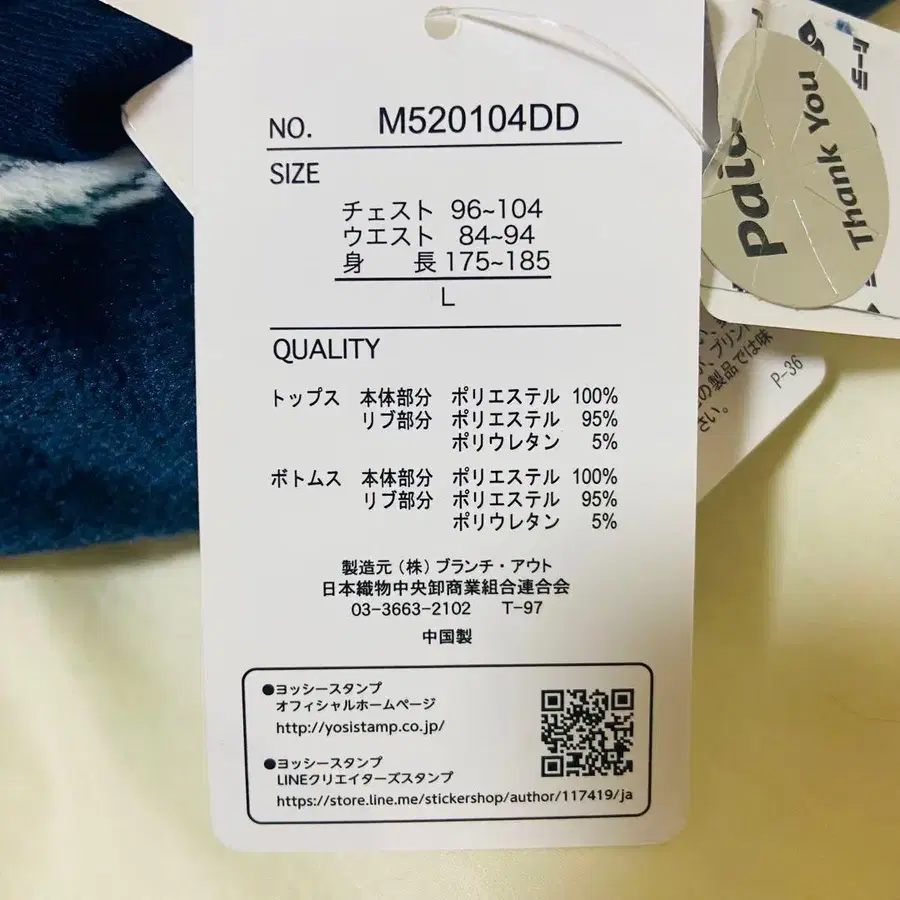 NO. M520104DD
SIZE
チェスト 96~104
ウエスト 84~94
身 長 175~185
L
QUALITY
トップス 本体部分 ポリエステル 100%
リブ部分 ポリエステル 95%
ポリウレタン 5%
ボトムス 本体部分 ポリエステル 100%
リブ部分 ポリエステル 95%
ポリウレタン 5%
製造元(株)ブランチ・アウト
日本織物中央卸商業組合連合会
03-3663-2102 T-97
中国製
●ヨッシースタンプ
オフィシャルホームページ
http://yosistamp.co.jp/
●ヨッシースタンプ
LINEクリエイターズスタンプ
https://store.line.me/stickershop/author/117419/ja
Paid
Thank You
の製品では味
さい。
P-36